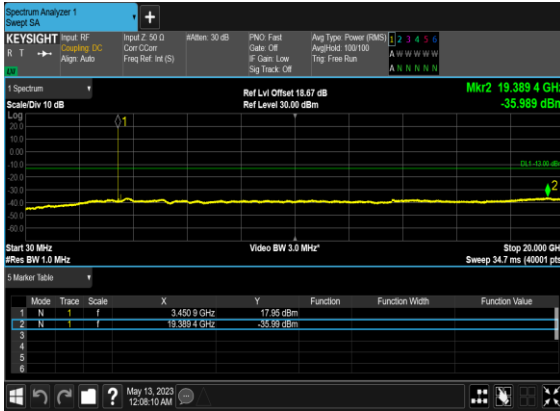 Spectrum Analyzer 1
Swept SA
+
KEYSIGHT
R T
LV
Input: RF
Coupling: DC
Align: Auto
Input Z: 50 Ω
Corr CCorr
Freq Ref: Int (S)
#Atten: 30 dB
PNO: Fast
Gate: Off
IF Gain: Low
Sig Track: Off
Avg Type: Power (RMS)
Avg|Hold: 100/100
Trig: Free Run
1 2 3 4 5 6
A W W W W W
A N N N N N
1 Spectrum
Scale/Div 10 dB
Ref Lvl Offset 18.67 dB
Ref Level 30.00 dBm
Mkr2 19.389 4 GHz
-35.989 dBm
Log
20.0
10.0
0.00
-10.0
-20.0
-30.0
-40.0
-50.0
-60.0
1
DL1 -13.00 dBm
2
Start 30 MHz
#Res BW 1.0 MHz
Video BW 3.0 MHz*
Stop 20.000 GH
Sweep 34.7 ms (40001 pts
5 Marker Table
Mode Trace Scale X Y Function Function Width Function Value
1 N 1 f 3.450 9 GHz 17.95 dBm
2 N 1 f 19.389 4 GHz -35.99 dBm
3
4
5
6
?
May 13, 2023
12:08:10 AM